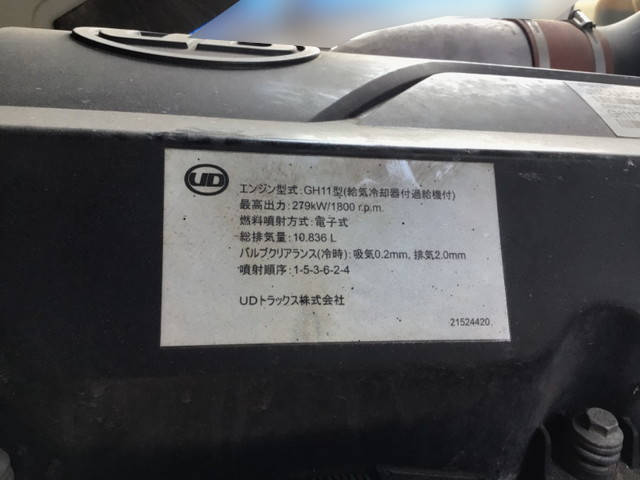 UD
エンジン型式:GH11型(給気冷却器付過給機付)
最高出力:279kW/1800 r.p.m.
燃料噴射方式:電子式
総排気量:10.836 L
バルブクリアランス(冷時):吸気0.2mm, 排気2.0mm
噴射順序:1-5-3-6-2-4
UDトラックス株式会社
21524420